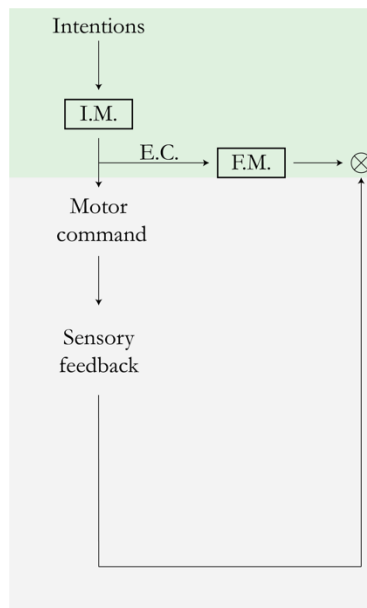 Intentions
I.M.
E.C.
F.M.
Motor
command
Sensory
feedback